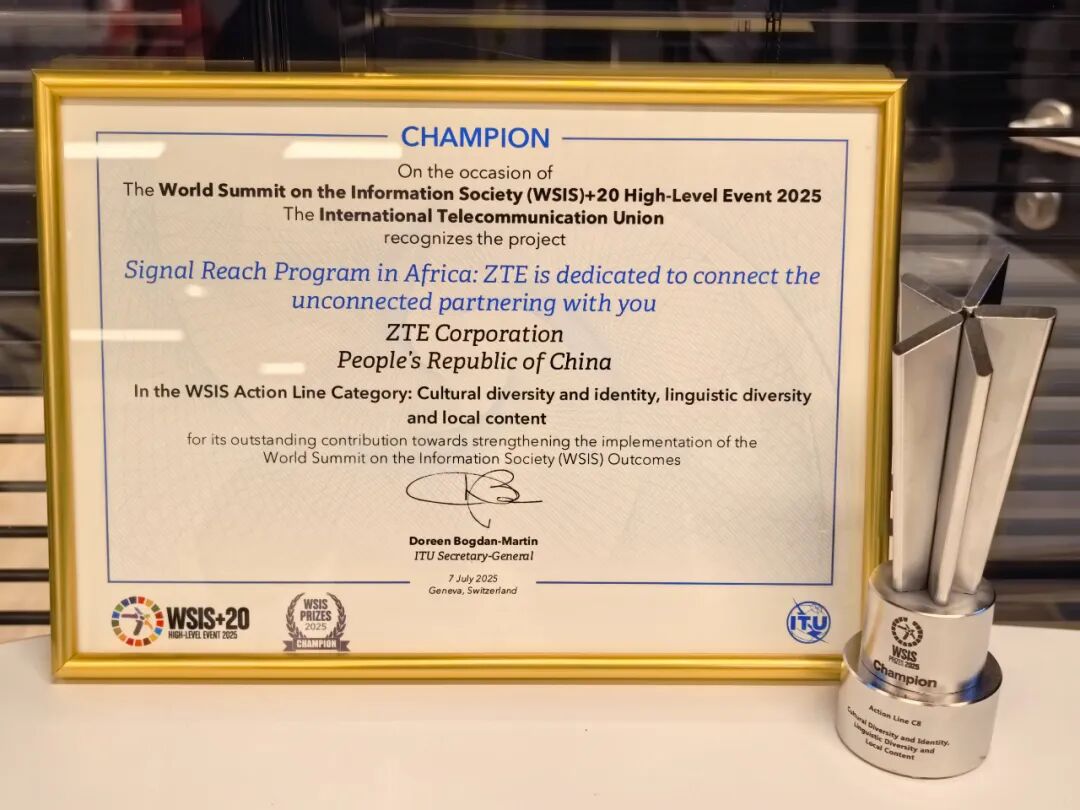 CHAMPION
On the occasion of
The World Summit on the Information Society (WSIS)+20 High-Level Event 2025
The International Telecommunication Union
recognizes the project
Signal Reach Program in Africa: ZTE is dedicated to connect the
unconnected partnering with you
ZTE Corporation
People's Republic of China
In the WSIS Action Line Category: Cultural diversity and identity, linguistic diversity
and local content
for its outstanding contribution towards strengthening the implementation of the
World Summit on the Information Society (WSIS) Outcomes
Doreen Bogdan-Martin
ITU Secretary-General
7 July 2025
Geneva, Switzerland
WSIS+20
HIGH-LEVEL EVENT 2025
WSIS
PRIZES
2025
CHAMPION
ITU
WSIS
PRIZES 2025
Champion
Action Line C8
Cultural Diversity and Identity,
Linguistic Diversity and
Local Content